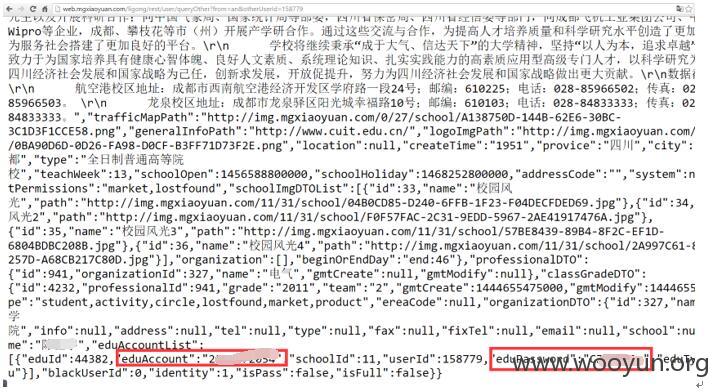 web.mgxiaoyuan.com/ligong/rest/user/queryOther?from=an&otherUserId=158779
Wipro等企业，成都、攀枝花等市（州）开展产学研合作。通过这些交流与合作，为提高人才培养质量和科学研究水平创造了更加
为服务社会搭建了更加良好的平台。\r\n 学校将继续秉承“成于大气、信达天下”的大学精神，坚持“以人为本，追求卓越
致力于为国家培养具有健康心智体魄、良好人文素质、系统理论知识、扎实实践能力的高素质应用型高级专门人才，以科学研究
四川经济社会发展和国家战略为己任，创新求发展，开放促提升，努力为四川经济社会发展和国家战略做出更大贡献。\r\n数据
\r\n 航空港校区地址：成都市西南航空港经济开发区学府路一段24号；邮编：610225；电话：028-85966502；传真：02
85966503。 \r\n 龙泉校区地址：成都市龙泉驿区阳光城幸福路10号；邮编：610103；电话：028-84833333；传真：02
84833333。","trafficMapPath":"http://img.mgxiaoyuan.com/0/27/school/A138750D-144B-62E6-30BC-
3C1D3F1CCE58.png","generalInfoPath":"http://www.cuit.edu.cn/","logoImgPath":"http://img.mgxiaoyuan.com
/0BA90D6D-0D26-FA98-D0CF-B3FF71D73F2E.png","location":null,"createTime":"1951","provice":"四川","city":
都","type":"全日制普通高等院
校","teachWeek":13,"schoolOpen":1456588800000,"schoolHoliday":1468252800000,"addressCode":"","system":n
tPermissions":"market,lostfound","schoolImgDTOList":[{"id":33,"name":"校园风
光","path":"http://img.mgxiaoyuan.com/11/31/school/04B0CD85-D240-6FFB-1F23-F04DECFDED69.jpg"},{"id":34,
风光2","path":"http://img.mgxiaoyuan.com/11/31/school/F0F57FAC-2C31-9EDD-5967-2AE41917476A.jpg"},
{"id":35,"name":"校园风光3","path":"http://img.mgxiaoyuan.com/11/31/school/57BE8439-89B4-8F2C-EF1D-
6804BDBC208B.jpg"},{"id":36,"name":"校园风光4","path":"http://img.mgxiaoyuan.com/11/31/school/2A997C61-8
257D-A68CB217C80D.jpg"}],"organization":[],"beginOrEndDay":"end:46"},"professionalDTO":
{"id":941,"organizationId":327,"name":"电气","gmtCreate":null,"gmtModify":null},"classGradeDTO":
{"id":4232,"professionalId":941,"grade":"2011","team":"2","gmtCreate":1444655475000,"gmtModify":1444655
pe":"student,activity,circle,lostfound,market,product","ereaCode":null,"organizationDTO":{"id":327,"nam
学
院","info":null,"address":null,"tel":null,"type":null,"fax":null,"fixTel":null,"email":null,"school":nu
me":" ","eduAccountList":
[{"eduId":44382,"eduAccount":"2 2054","schoolId":11,"userId":158779,"eduPassword":"
u"}],"blackUserId":0,"identity":1,"isPass":false,"isFull":false}}
www.wooyun.org